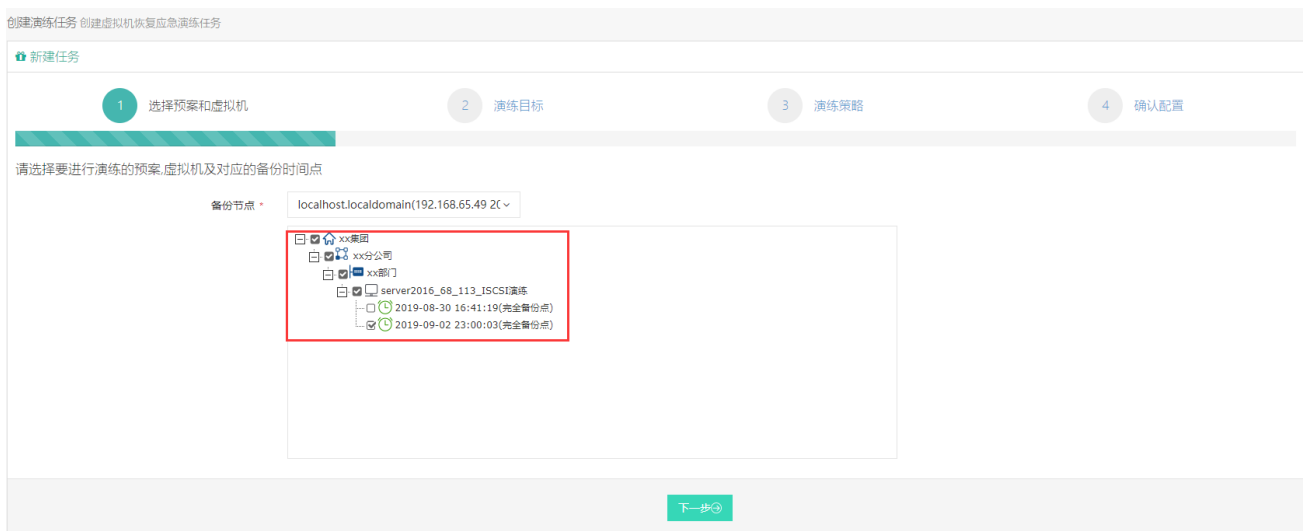 创建演练任务 创建虚拟机恢复应急演练任务
新建任务
1 选择预案和虚拟机 2 演练目标 3 演练策略 4 确认配置
请选择要进行演练的预案,虚拟机及对应的备份时间点
备份节点 * localhost.localdomain(192.168.65.49 20
xx集团
xx分公司
xx部门
server2016_68_113_ISCSI演练
2019-08-30 16:41:19(完全备份点)
2019-09-02 23:00:03(完全备份点)
下一步